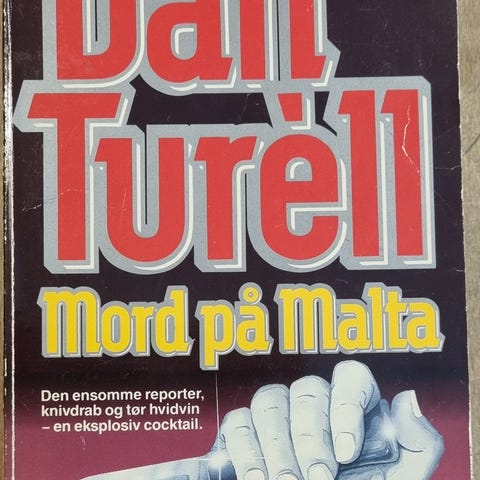 Dan
Turèll
Mord på Malta
Den ensomme reporter,
knivdrab og tør hvidvin
– en eksplosiv cocktail.